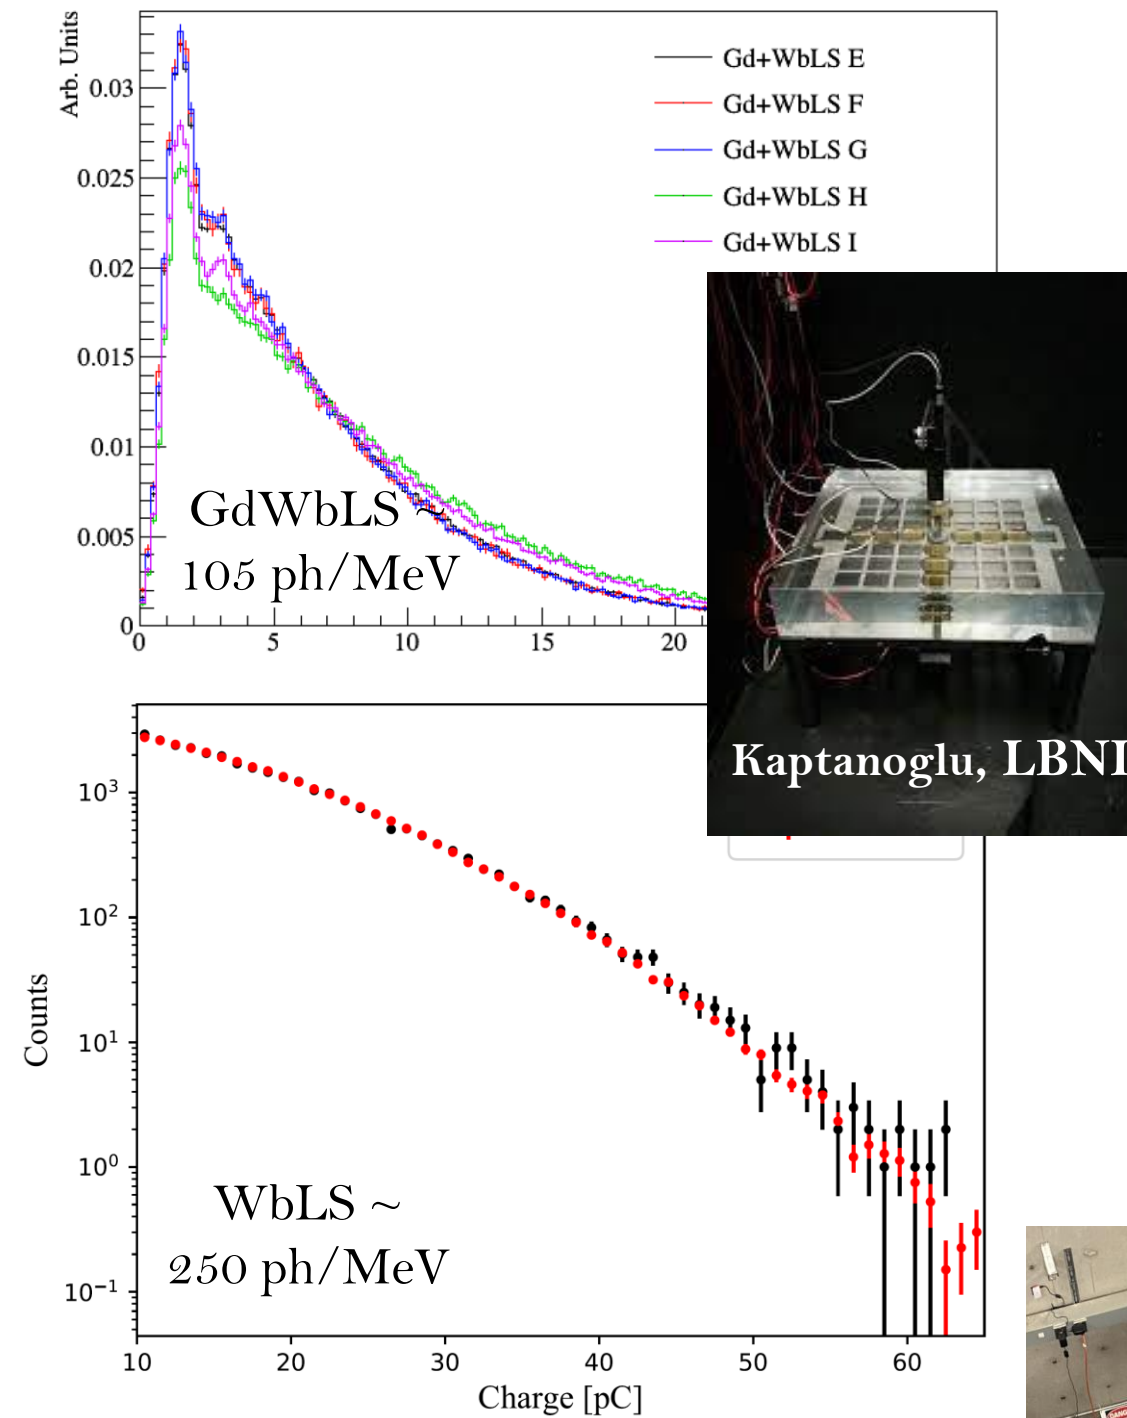 Arb. Units
Gd+WbLS E
Gd+WbLS F
Gd+WbLS G
Gd+WbLS H
Gd+WbLS I
0.03
0.025
0.02
0.015
0.01
0.005
0
GdWbLS ~
105 ph/MeV
0 5 10 15 20
Kaptanoglu, LBNL
Counts
10³
10²
10¹
10⁰
10⁻¹
WbLS ~
250 ph/MeV
10 20 30 40 50 60
Charge [pC]